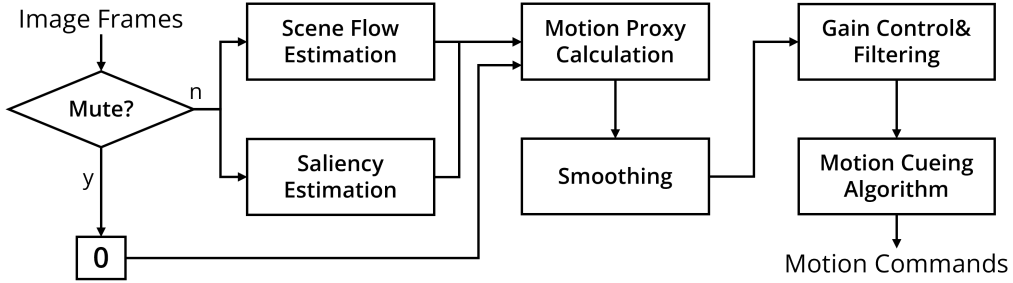 Image Frames
Mute?
n
y
0
Scene Flow
Estimation
Saliency
Estimation
Motion Proxy
Calculation
Smoothing
Gain Control&
Filtering
Motion Cueing
Algorithm
Motion Commands